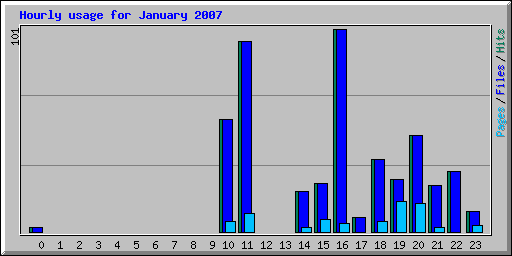 Hourly usage for January 2007
101
Pages / Files / Hits
0 1 2 3 4 5 6 7 8 9 10 11 12 13 14 15 16 17 18 19 20 21 22 23